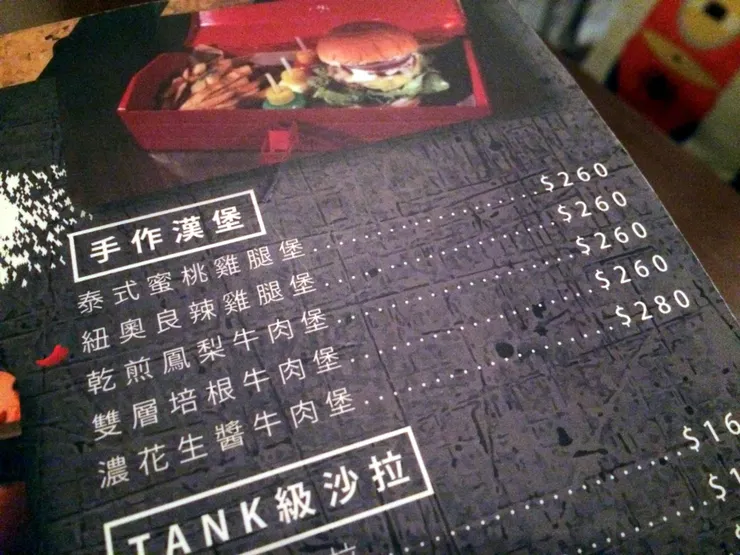 手作漢堡
泰式蜜桃雞腿堡 $260
紐奧良辣雞腿堡 $260
乾煎鳳梨牛肉堡 $260
雙層培根牛肉堡 $260
濃花生醬牛肉堡 $280
TANK級沙拉
$16
$1